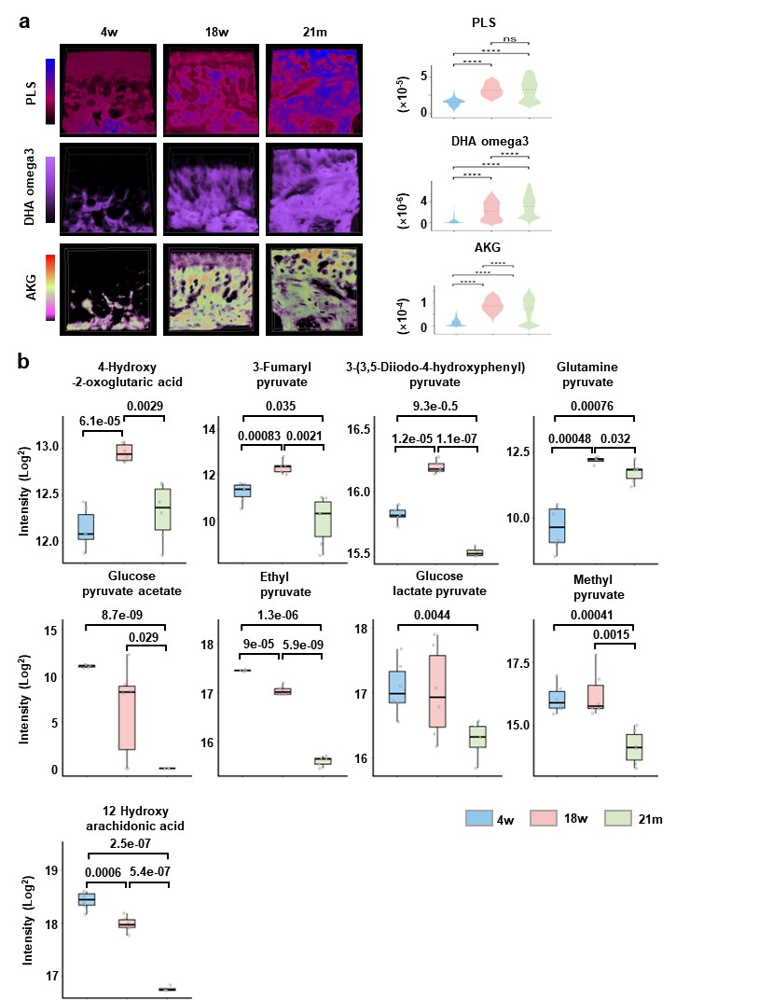 a
4w
18w
21m
PLS
PLS
(×10-5)
5
0
ns
****
****
DHA omega3
DHA omega3
(×10-6)
4
0
****
****
****
AKG
AKG
(×10-4)
1
0
****
****
****
b
4-Hydroxy
-2-oxoglutaric acid
3-Fumaryl
pyruvate
3-(3,5-Diiodo-4-hydroxyphenyl)
pyruvate
Glutamine
pyruvate
Intensity (Log2)
13.0
12.5
12.0
6.1e-05
0.0029
14
12
10
0.035
0.00083
0.0021
16.5
16.0
15.5
9.3e-0.5
1.2e-05
1.1e-07
12.5
10.0
0.00076
0.00048
0.032
Glucose
pyruvate acetate
Ethyl
pyruvate
Glucose
lactate pyruvate
Methyl
pyruvate
Intensity (Log2)
15
10
5
0
8.7e-09
0.029
18
17
16
1.3e-06
9e-05
5.9e-09
18
17
16
0.0044
17.5
15.0
0.00041
0.0015
12 Hydroxy
arachidonic acid
Intensity (Log2)
19
18
17
2.5e-07
0.0006
5.4e-07
4w
18w
21m